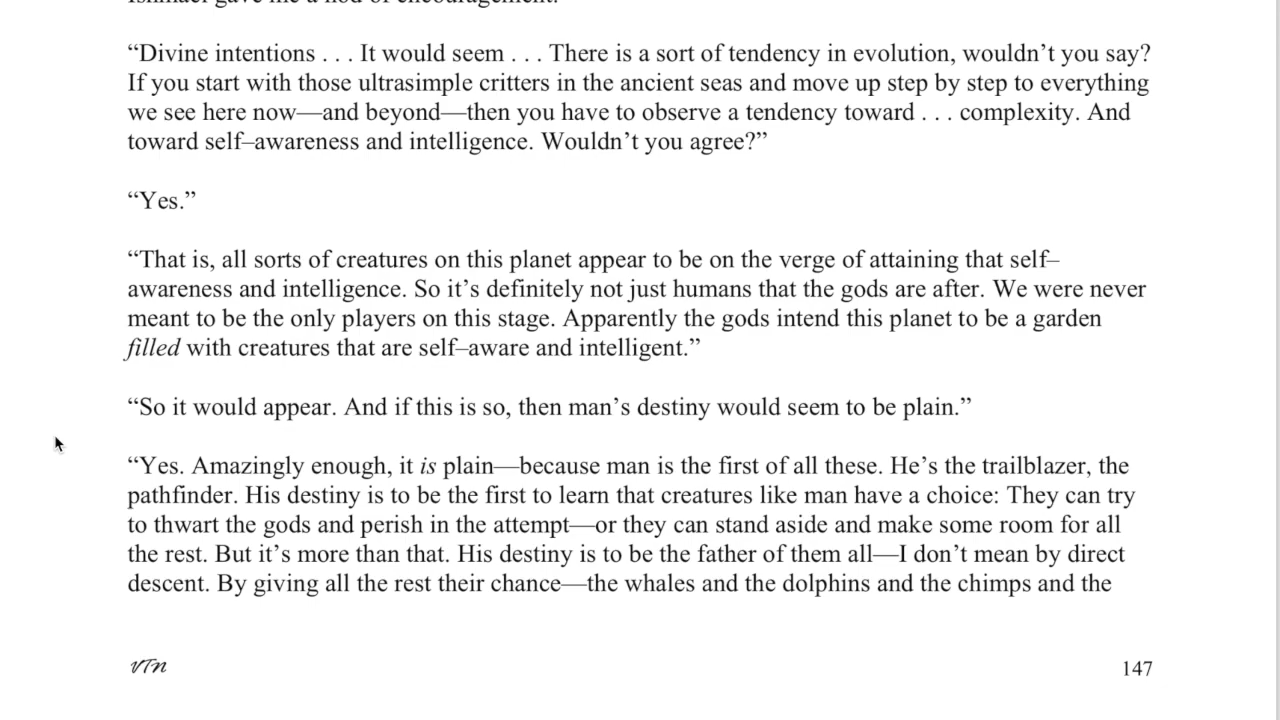 Ishmael gave me a nod of encouragement.
“Divine intentions . . . It would seem . . . There is a sort of tendency in evolution, wouldn’t you say?
If you start with those ultrasimple critters in the ancient seas and move up step by step to everything
we see here now—and beyond—then you have to observe a tendency toward . . . complexity. And
toward self–awareness and intelligence. Wouldn’t you agree?”
“Yes.”
“That is, all sorts of creatures on this planet appear to be on the verge of attaining that self–
awareness and intelligence. So it’s definitely not just humans that the gods are after. We were never
meant to be the only players on this stage. Apparently the gods intend this planet to be a garden
filled with creatures that are self–aware and intelligent.”
“So it would appear. And if this is so, then man’s destiny would seem to be plain.”
“Yes. Amazingly enough, it is plain—because man is the first of all these. He’s the trailblazer, the
pathfinder. His destiny is to be the first to learn that creatures like man have a choice: They can try
to thwart the gods and perish in the attempt—or they can stand aside and make some room for all
the rest. But it’s more than that. His destiny is to be the father of them all—I don’t mean by direct
descent. By giving all the rest their chance—the whales and the dolphins and the chimps and the
VTn
147